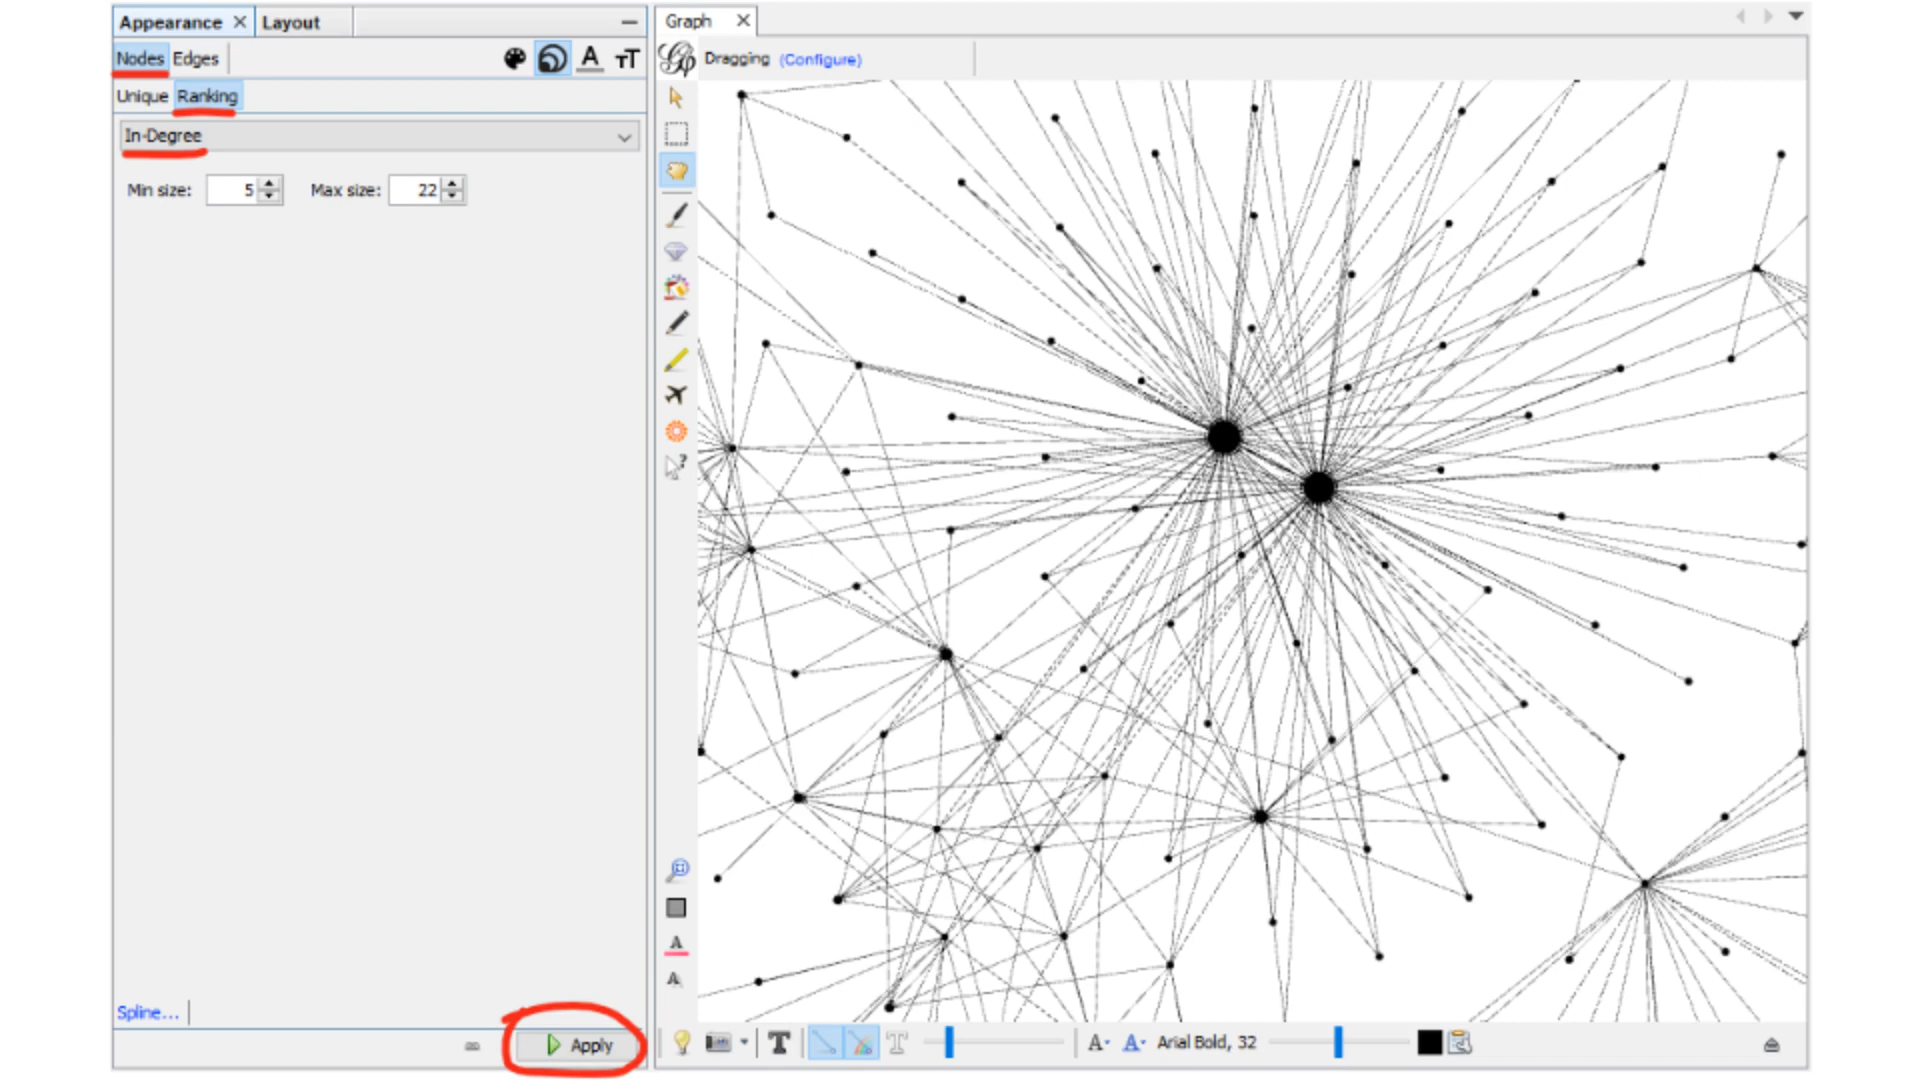 Appearance Layout
Graph
Nodes Edges
A
TT
Dragging (Configure)
Unique Ranking
In-Degree
Min size: 5 Max size: 22
?
A
A
Spline...
Apply
T
T
A
A
Arial Bold, 32